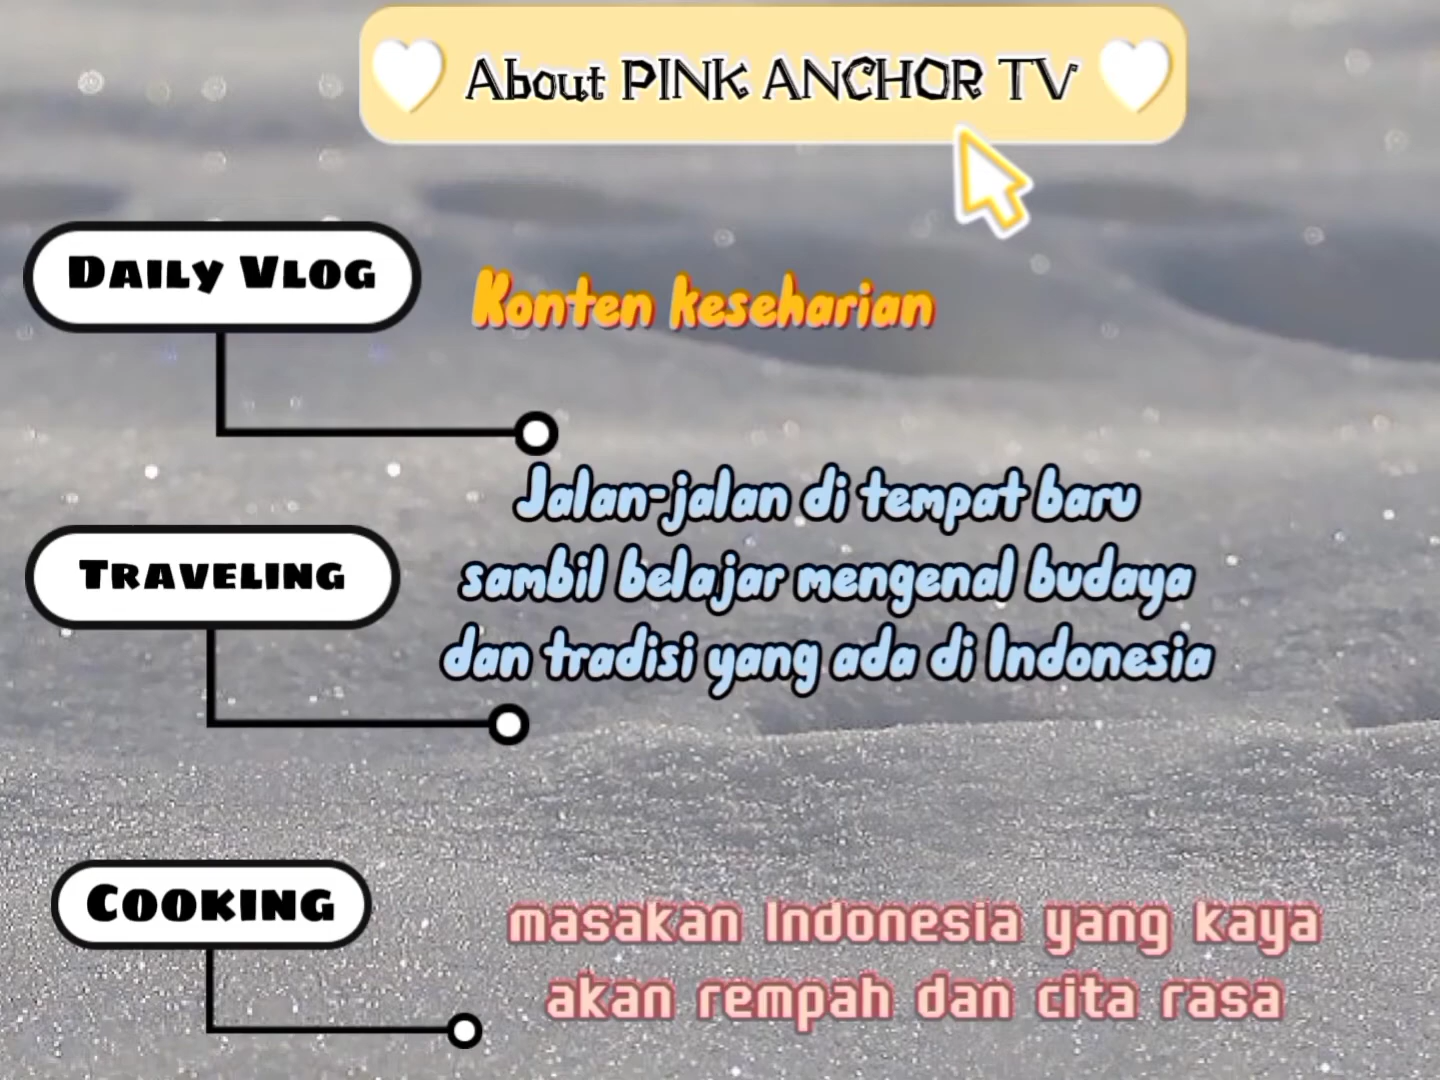 About PINK ANCHOR TV
Daily Vlog
Konten keseharian
Traveling
Jalan-jalan di tempat baru
sambil belajar mengenal budaya
dan tradisi yang ada di Indonesia
Cooking
masakan Indonesia yang kaya
akan rempah dan cita rasa